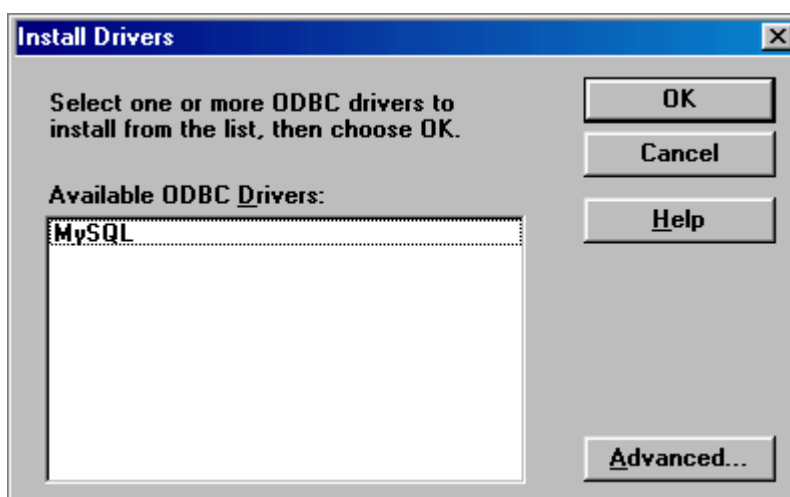 Install Drivers
Select one or more ODBC drivers to
install from the list, then choose OK.
Available ODBC Drivers:
MySQL
OK
Cancel
Help
Advanced...